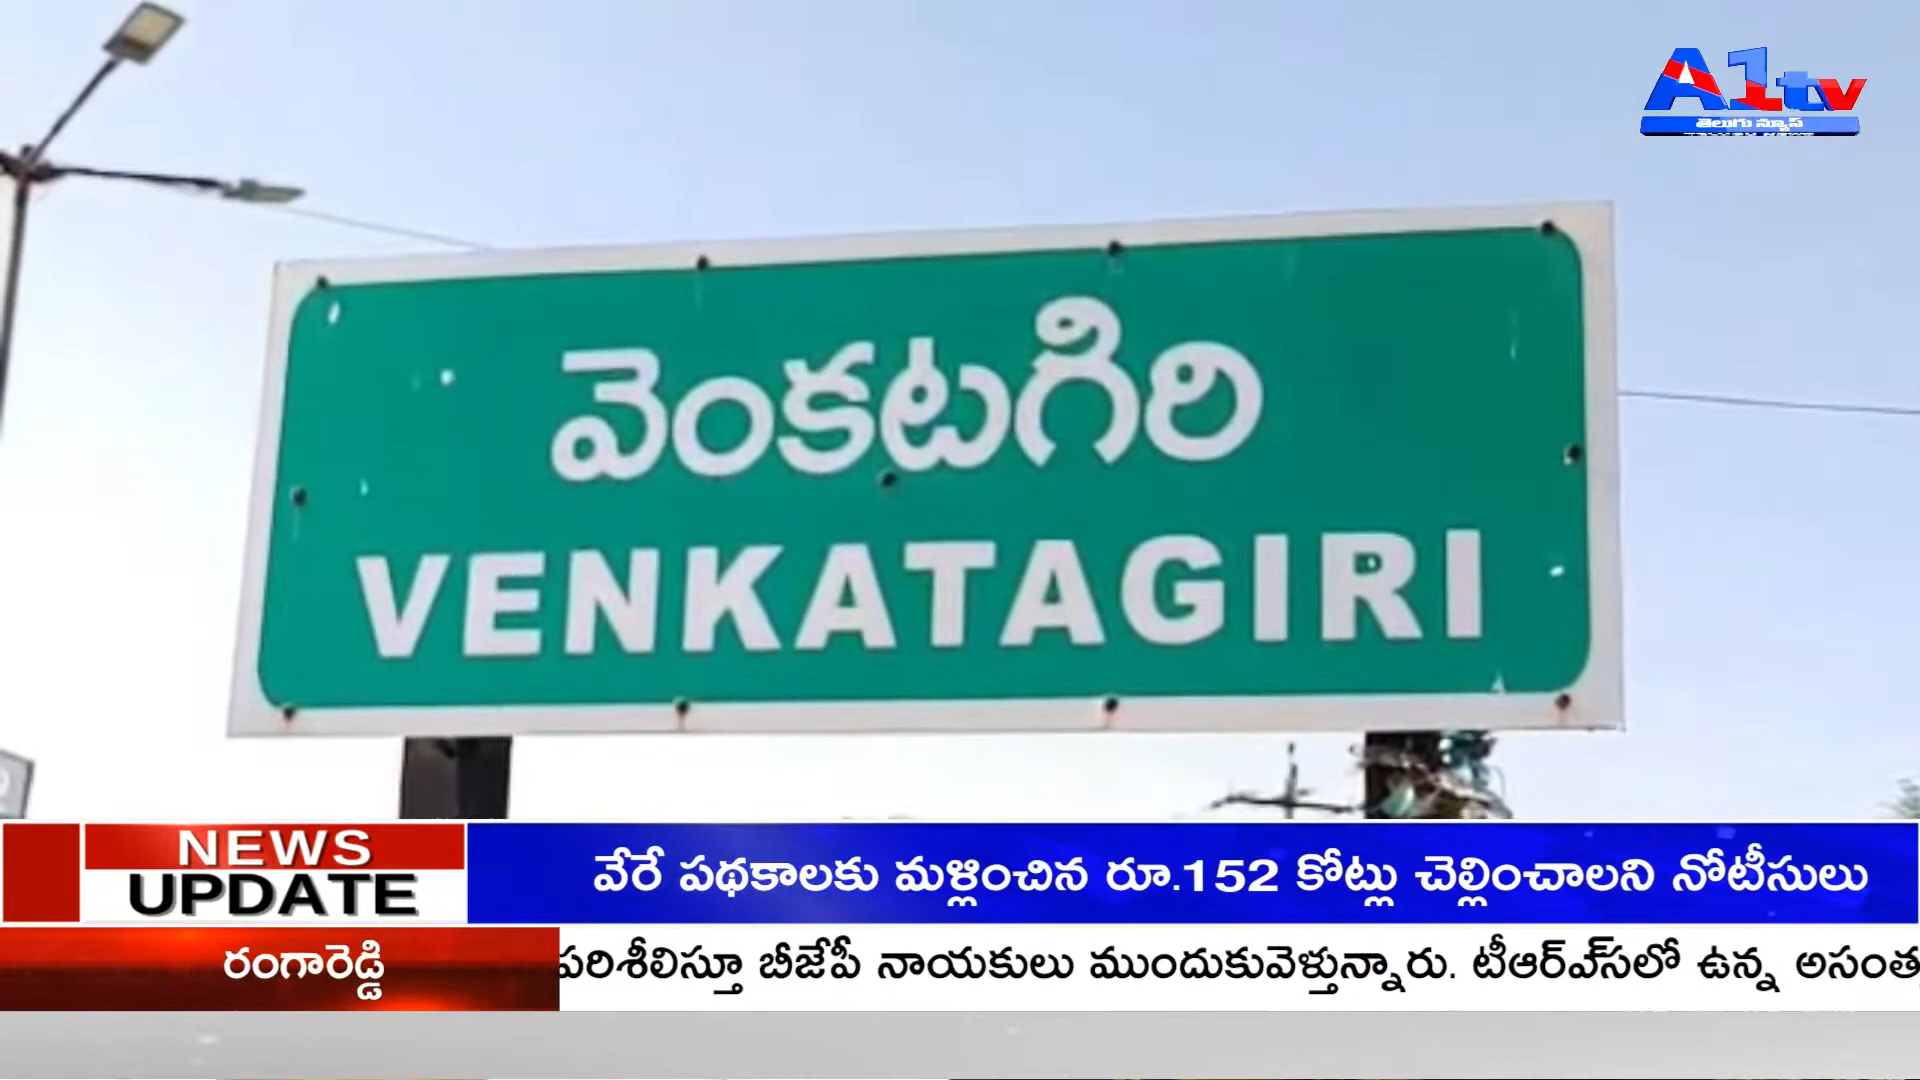 A1tv
తెలుగు న్యూస్
వెంకటగిరి
VENKATAGIRI
NEWS
UPDATE
వేరే పథకాలకు మళ్లించిన రూ.152 కోట్లు చెల్లించాలని నోటీసులు
రంగారెడ్డి
పరిశీలిస్తూ బీజేపీ నాయకులు ముందుకువెళ్తున్నారు. టీఆర్ఎస్‌లో ఉన్న